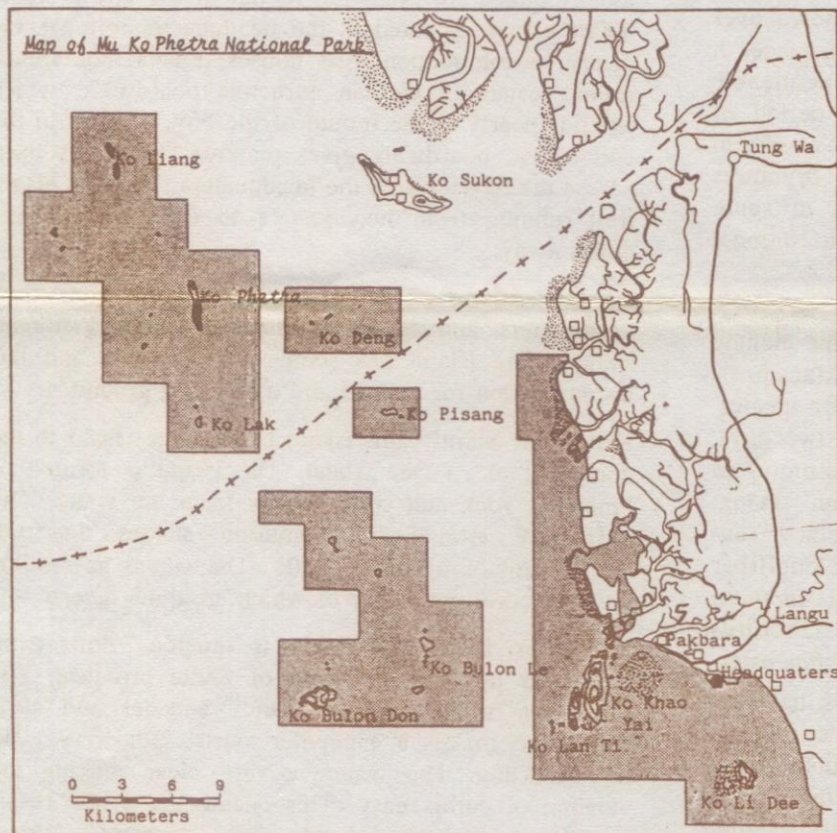 Map of Mu Ko Phetra National Park
Ko Liang
Ko Sukon
Tung Wa
Ko Phetra
Ko Deng
Ko Lak
Ko Pisang
Langu
Pakbara
Ko Bulon Le
Headquaters
Ko Bulon Don
Ko Khao
Yai
Ko Lan Ti
Ko Li Dee
0 3 6 9
Kilometers